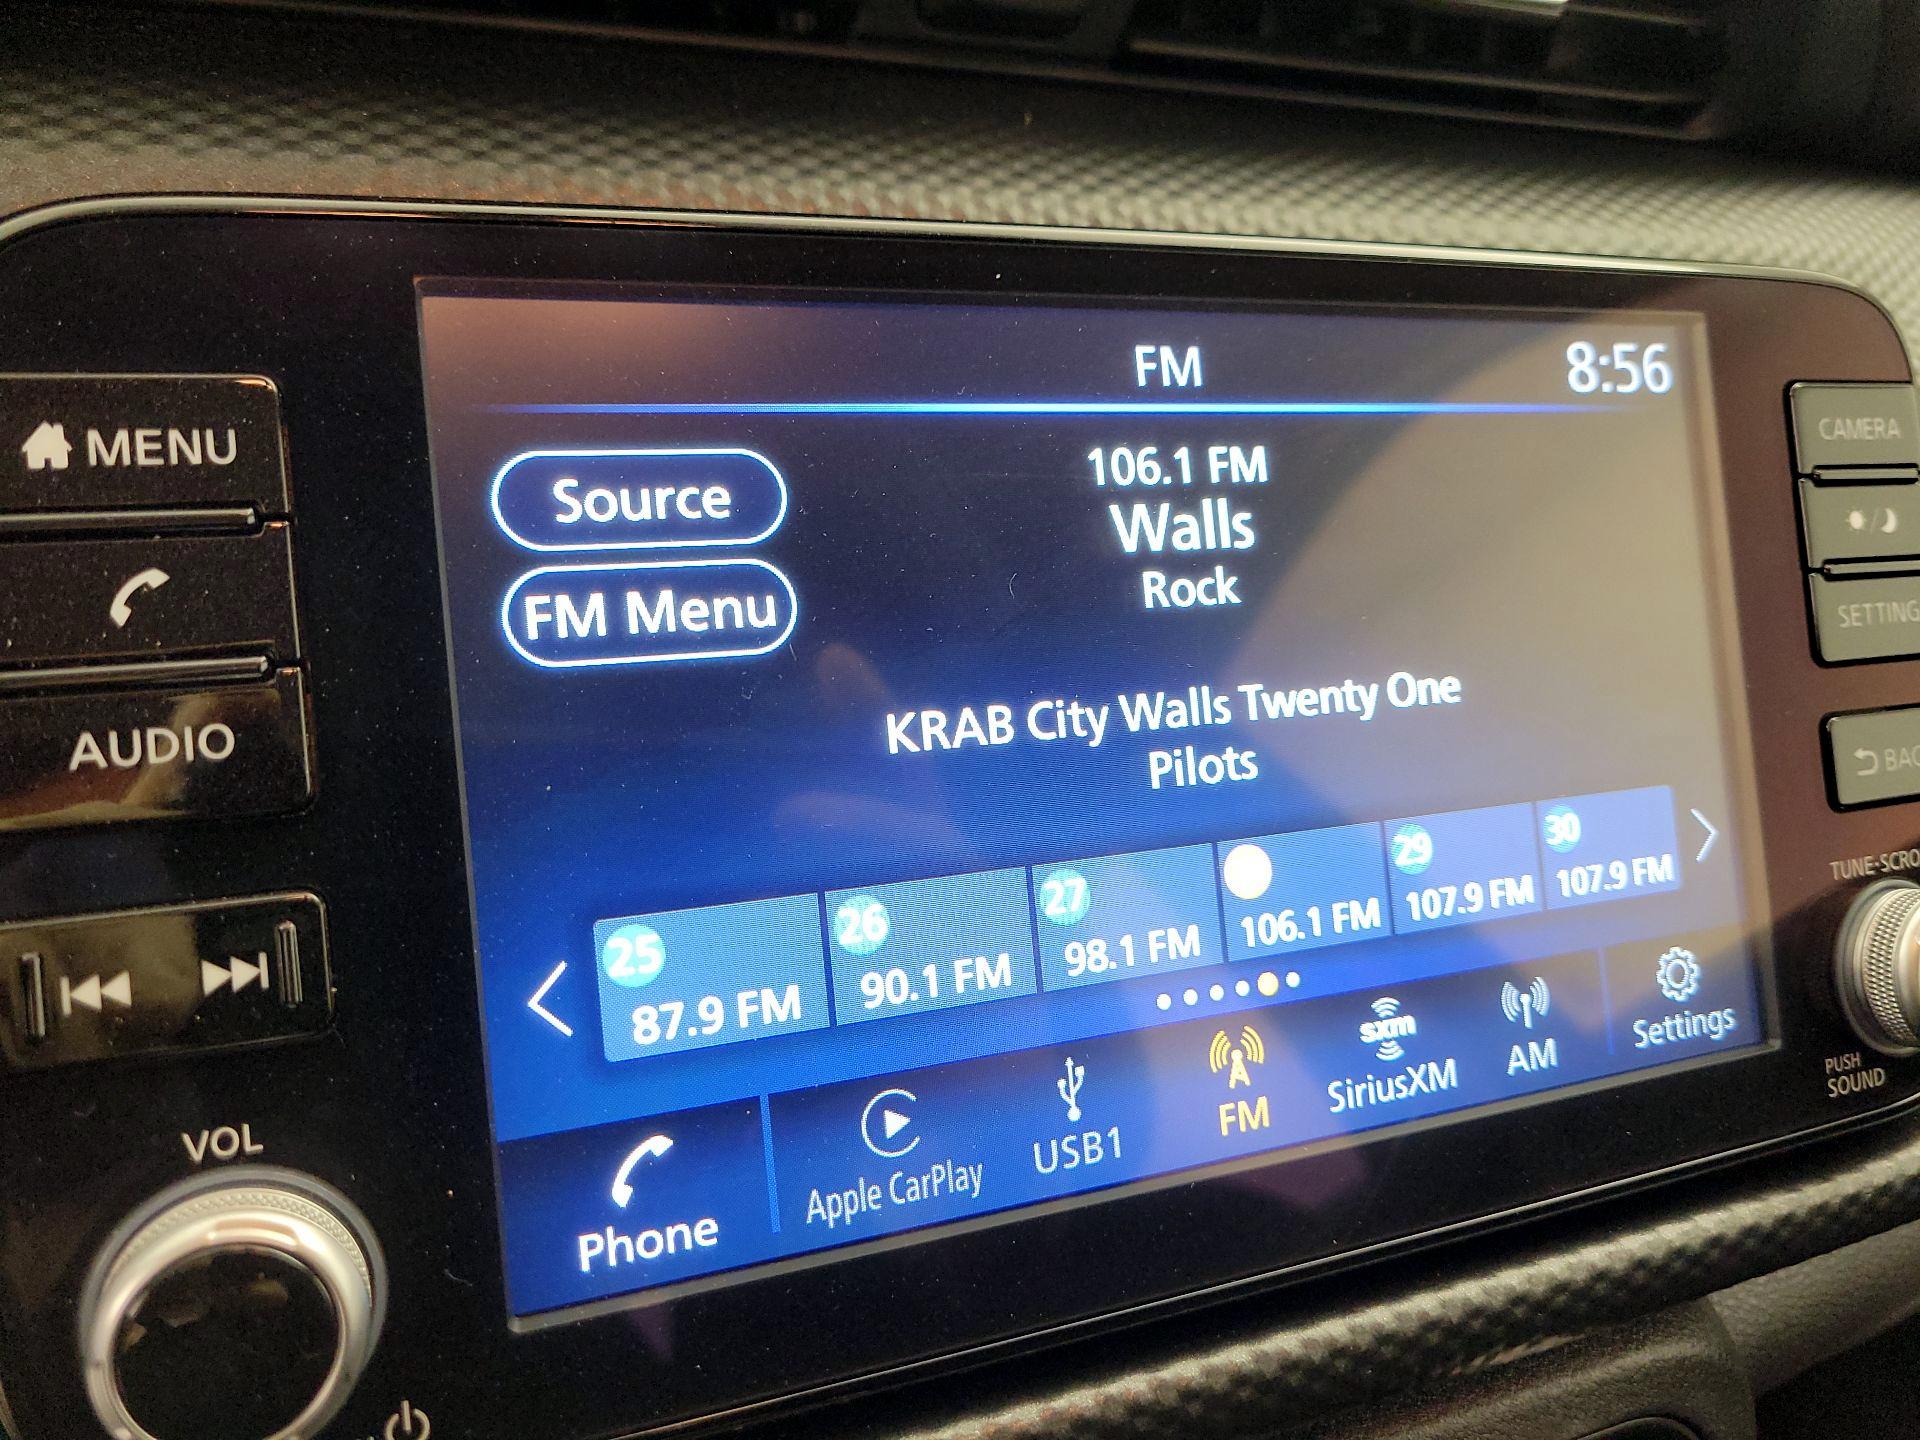 FM
8:56
MENU
Source
106.1 FM
Walls
Rock
FM Menu
KRAB City Walls Twenty One
Pilots
AUDIO
CAMERA
25
87.9 FM
26
90.1 FM
27
98.1 FM
106.1 FM
29
107.9 FM
30
107.9 FM
Phone
Apple CarPlay
USB1
FM
sxm
SiriusXM
AM
Settings
VOL
SETTING
BAC
TUNE·SCRO
PUSH
SOUND